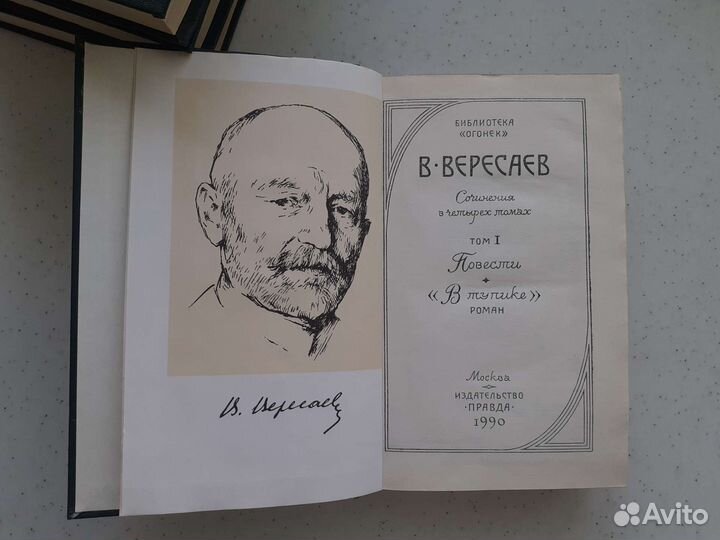 В. Вересаев
БИБЛИОТЕКА
«ОГОНЕК»
В·ВЕРЕСАЕВ
Сочинения
в четырех томах
ТОМ I
Повести
«В тупике»
РОМАН
Москва
ИЗДАТЕЛЬСТВО
·ПРАВДА·
1990
Avito